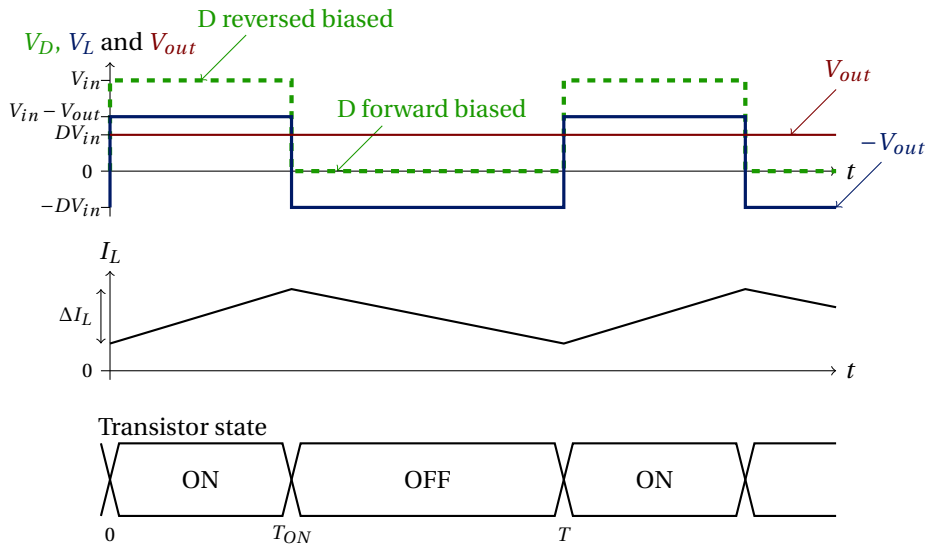 D reversed biased
V_D, V_L and V_out
V_in
V_out
V_in − V_out
D forward biased
DV_in
−V_out
0
t
−DV_in
I_L
ΔI_L
0
t
Transistor state
ON
OFF
ON
0
T_ON
T